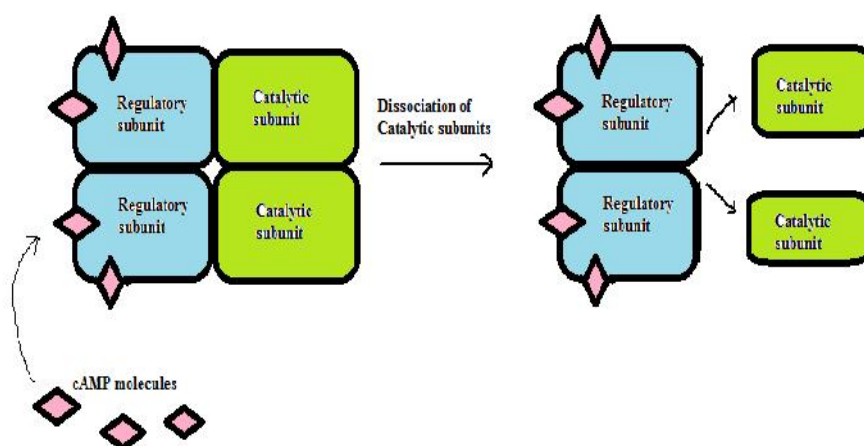 Regulatory
subunit
Catalytic
subunit
Dissociation of
Catalytic subunits
Regulatory
subunit
Catalytic
subunit
Regulatory
subunit
Catalytic
subunit
Regulatory
subunit
Catalytic
subunit
cAMP molecules